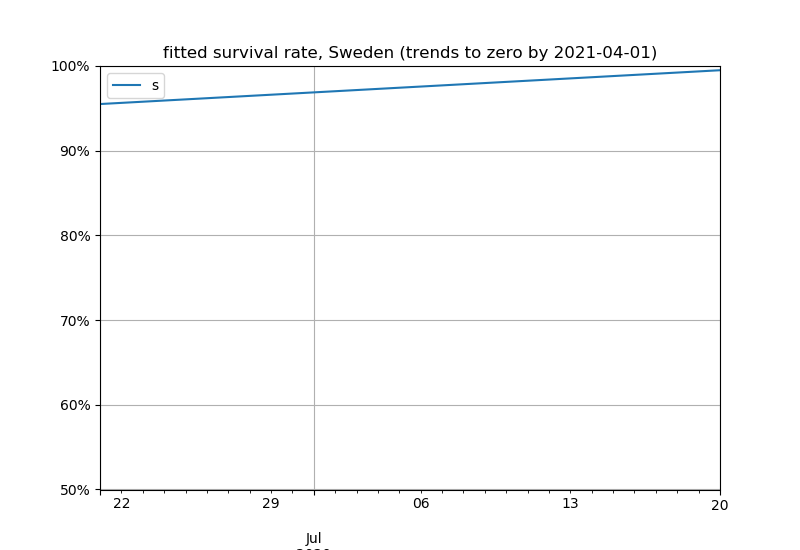 fitted survival rate, Sweden (trends to zero by 2021-04-01)
100%
s
90%
80%
70%
60%
50%
22 29 06 13 20
Jul